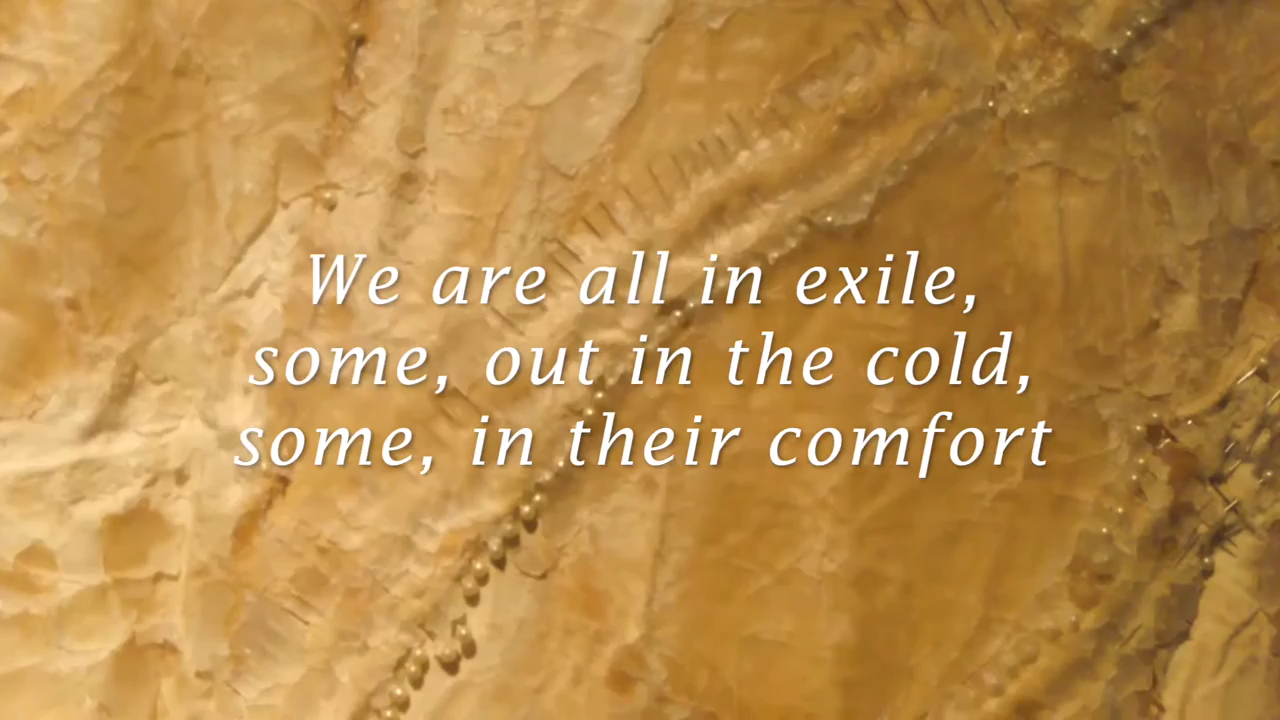 We are all in exile,
some, out in the cold,
some, in their comfort